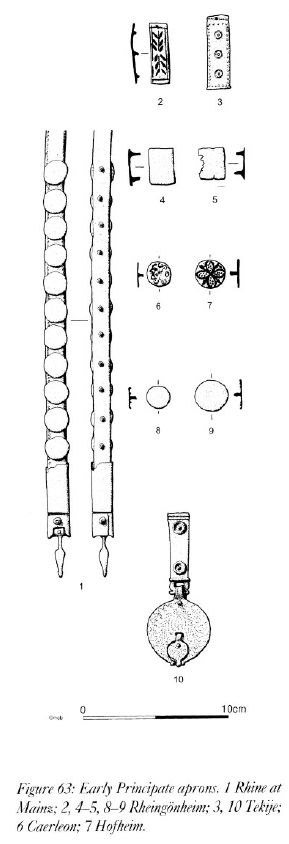 2
3
4
5
6
7
8
9
1
10
0 10cm
Figure 63: Early Principate aprons. 1 Rhine at
Mainz; 2, 4–5, 8–9 Rheingönheim; 3, 10 Tekije;
6 Caerleon; 7 Hofheim.